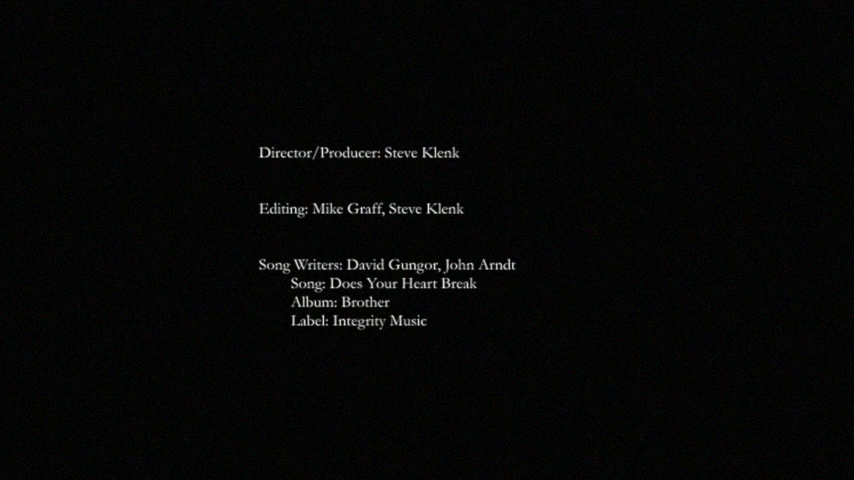 Director/Producer: Steve Klenk
Editing: Mike Graff, Steve Klenk
Song Writers: David Gungor, John Arndt
Song: Does Your Heart Break
Album: Brother
Label: Integrity Music